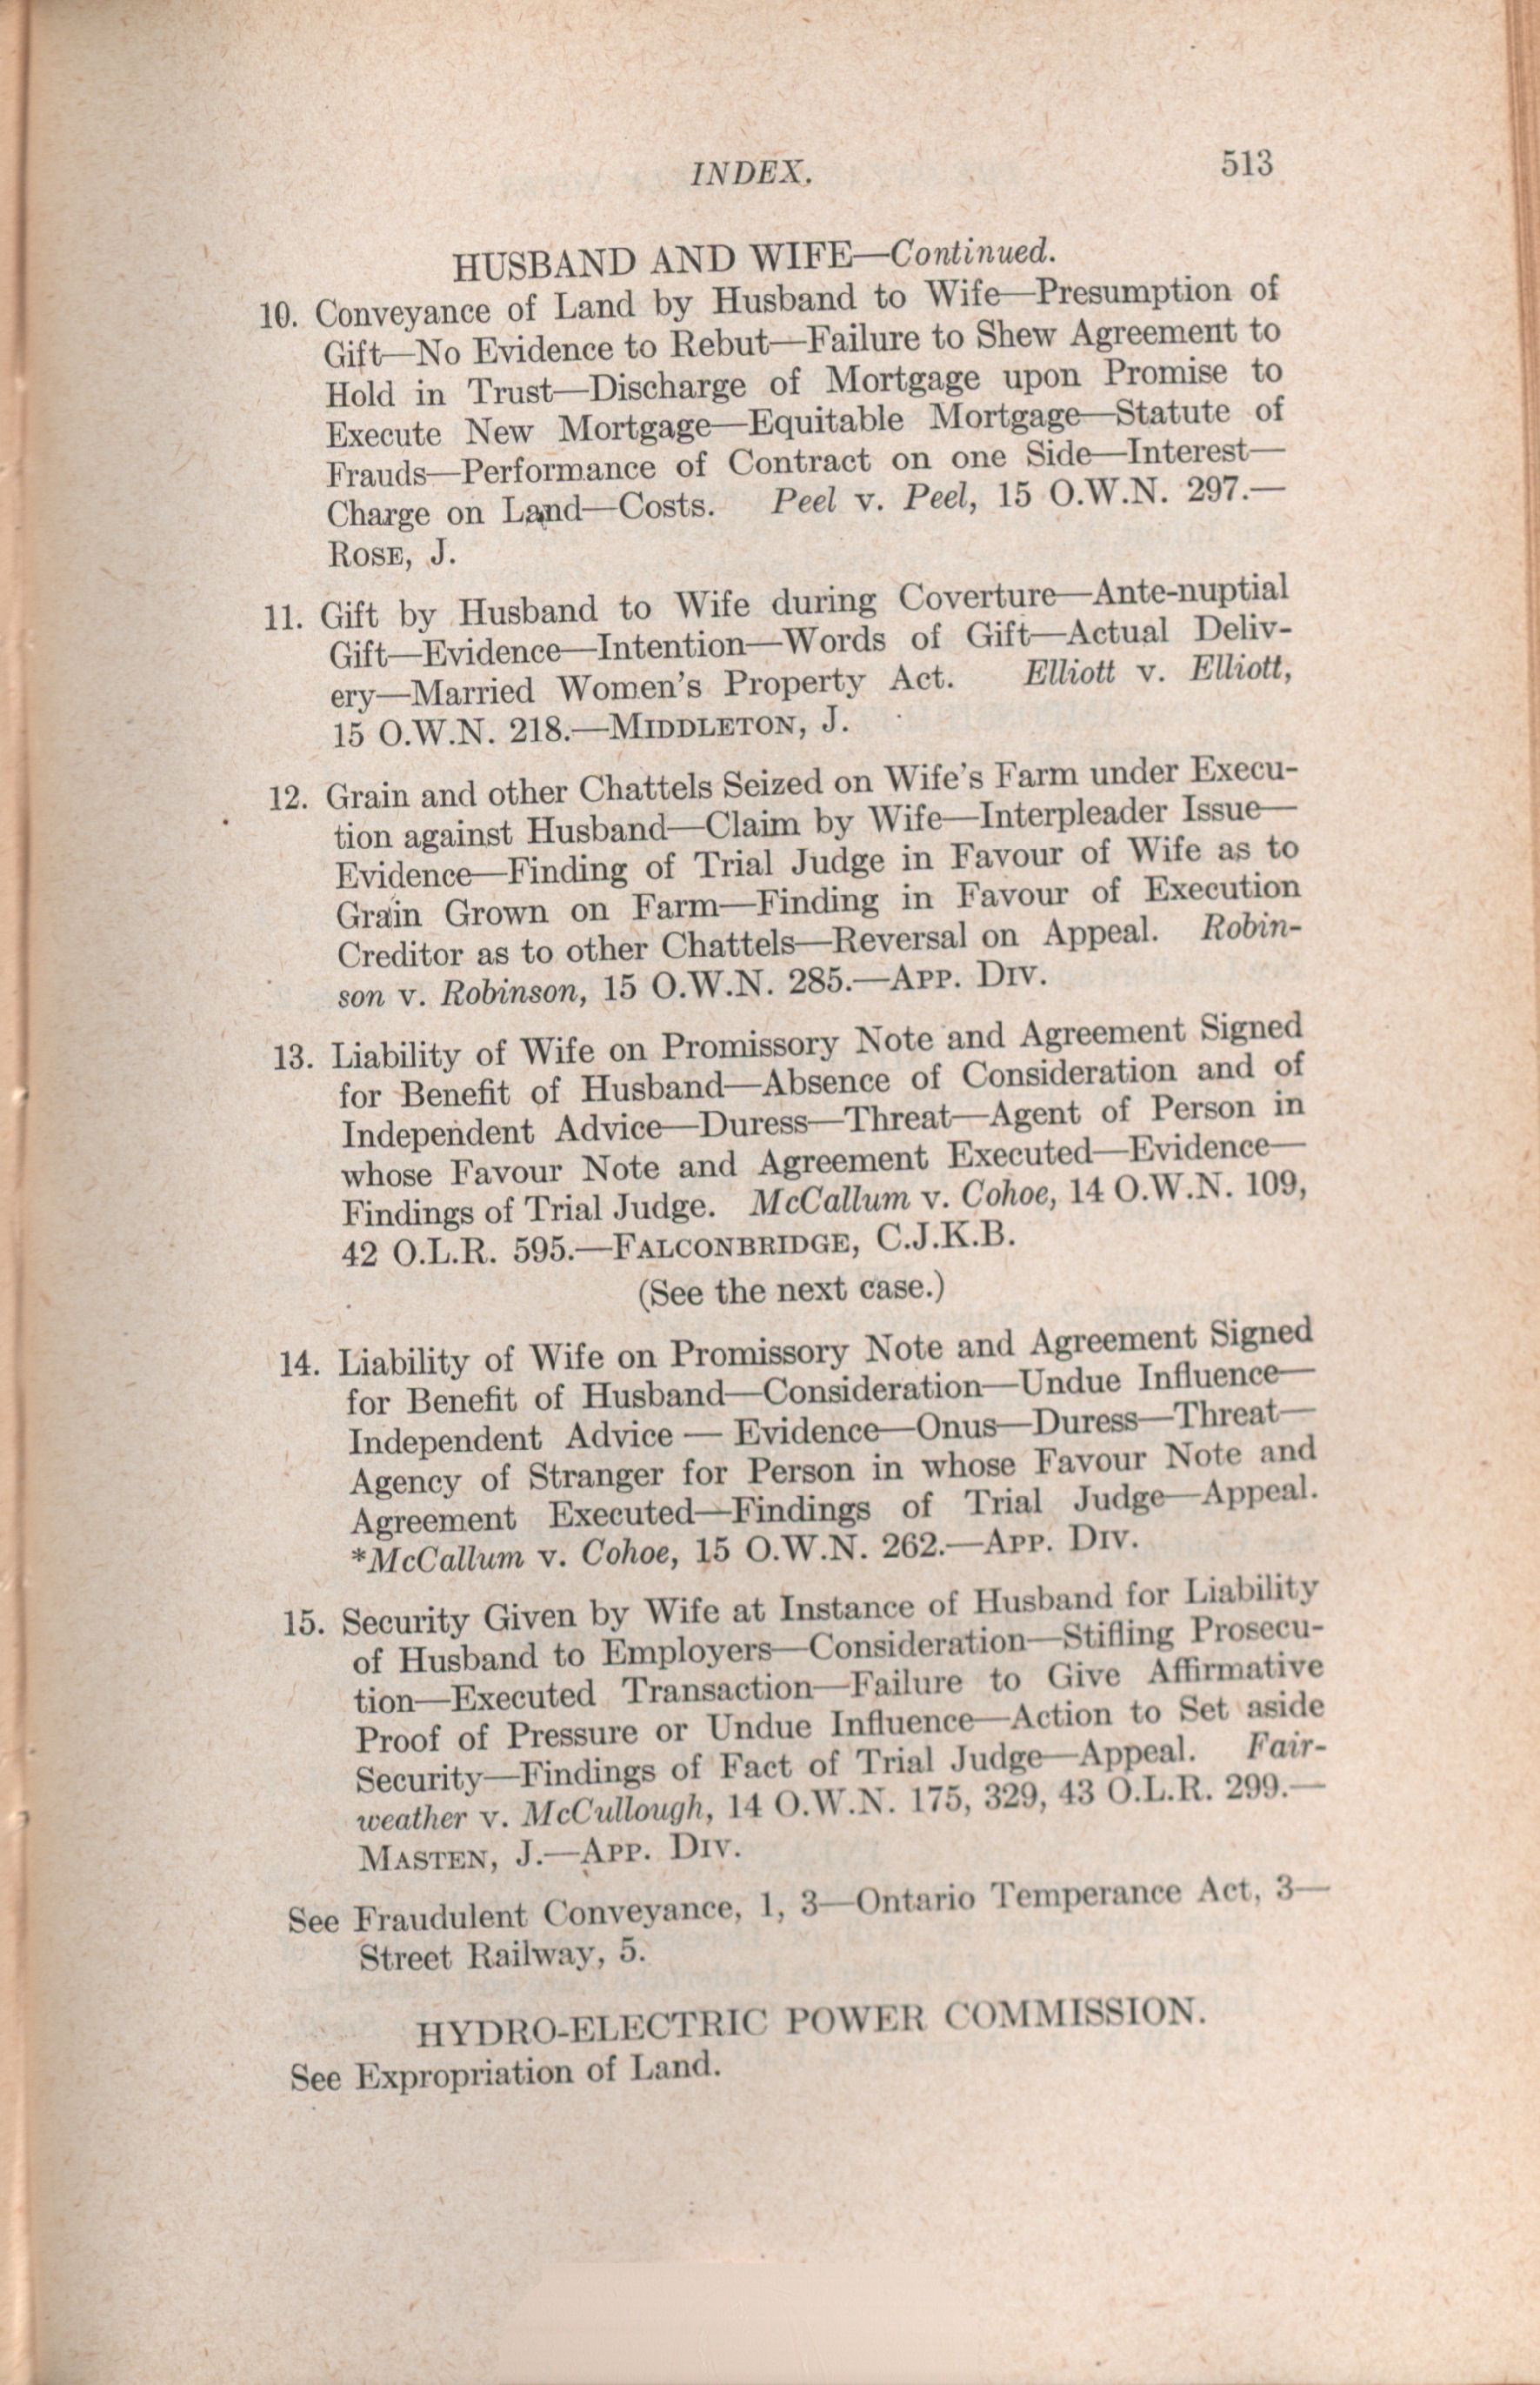 INDEX. 513
HUSBAND AND WIFE—Continued.
10. Conveyance of Land by Husband to Wife—Presumption of
Gift—No Evidence to Rebut—Failure to Shew Agreement to
Hold in Trust—Discharge of Mortgage upon Promise to
Execute New Mortgage—Equitable Mortgage—Statute of
Frauds—Performance of Contract on one Side—Interest—
Charge on Land—Costs. Peel v. Peel, 15 O.W.N. 297.—
ROSE, J.
11. Gift by Husband to Wife during Coverture—Ante-nuptial
Gift—Evidence—Intention—Words of Gift—Actual Deliv-
ery—Married Women's Property Act. Elliott v. Elliott,
15 O.W.N. 218.—MIDDLETON, J.
12. Grain and other Chattels Seized on Wife's Farm under Execu-
tion against Husband—Claim by Wife—Interpleader Issue—
Evidence—Finding of Trial Judge in Favour of Wife as to
Grain Grown on Farm—Finding in Favour of Execution
Creditor as to other Chattels—Reversal on Appeal. Robin-
son v. Robinson, 15 O.W.N. 285.—APP. DIV.
13. Liability of Wife on Promissory Note and Agreement Signed
for Benefit of Husband—Absence of Consideration and of
Independent Advice—Duress—Threat—Agent of Person in
whose Favour Note and Agreement Executed—Evidence—
Findings of Trial Judge. McCallum v. Cohoe, 14 O.W.N. 109,
42 O.L.R. 595.—FALCONBRIDGE, C.J.K.B.
(See the next case.)
14. Liability of Wife on Promissory Note and Agreement Signed
for Benefit of Husband—Consideration—Undue Influence—
Independent Advice — Evidence—Onus—Duress—Threat—
Agency of Stranger for Person in whose Favour Note and
Agreement Executed—Findings of Trial Judge—Appeal.
*McCallum v. Cohoe, 15 O.W.N. 262.—APP. DIV.
15. Security Given by Wife at Instance of Husband for Liability
of Husband to Employers—Consideration—Stifling Prosecu-
tion—Executed Transaction—Failure to Give Affirmative
Proof of Pressure or Undue Influence—Action to Set aside
Security—Findings of Fact of Trial Judge—Appeal. Fair-
weather v. McCullough, 14 O.W.N. 175, 329, 43 O.L.R. 299.—
MASTEN, J.—APP. DIV.
See Fraudulent Conveyance, 1, 3—Ontario Temperance Act, 3—
Street Railway, 5.
HYDRO-ELECTRIC POWER COMMISSION.
See Expropriation of Land.